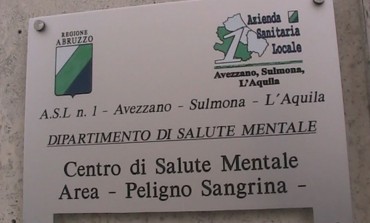 REGIONE
ABRUZZO
Azienda
Sanitaria
Locale
1
Avezzano, Sulmona,
L'Aquila
A.S.L n. 1 - Avezzano - Sulmona - L'Aquila
DIPARTIMENTO DI SALUTE MENTALE
Centro di Salute Mentale
Area - Peligno Sangrina -